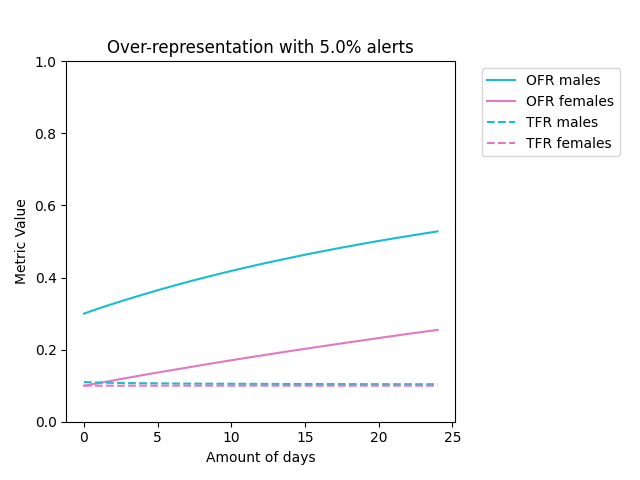 Over-representation with 5.0% alerts
1.0
0.8
0.6
0.4
0.2
0.0
Metric Value
0 5 10 15 20 25
Amount of days
OFR males
OFR females
TFR males
TFR females